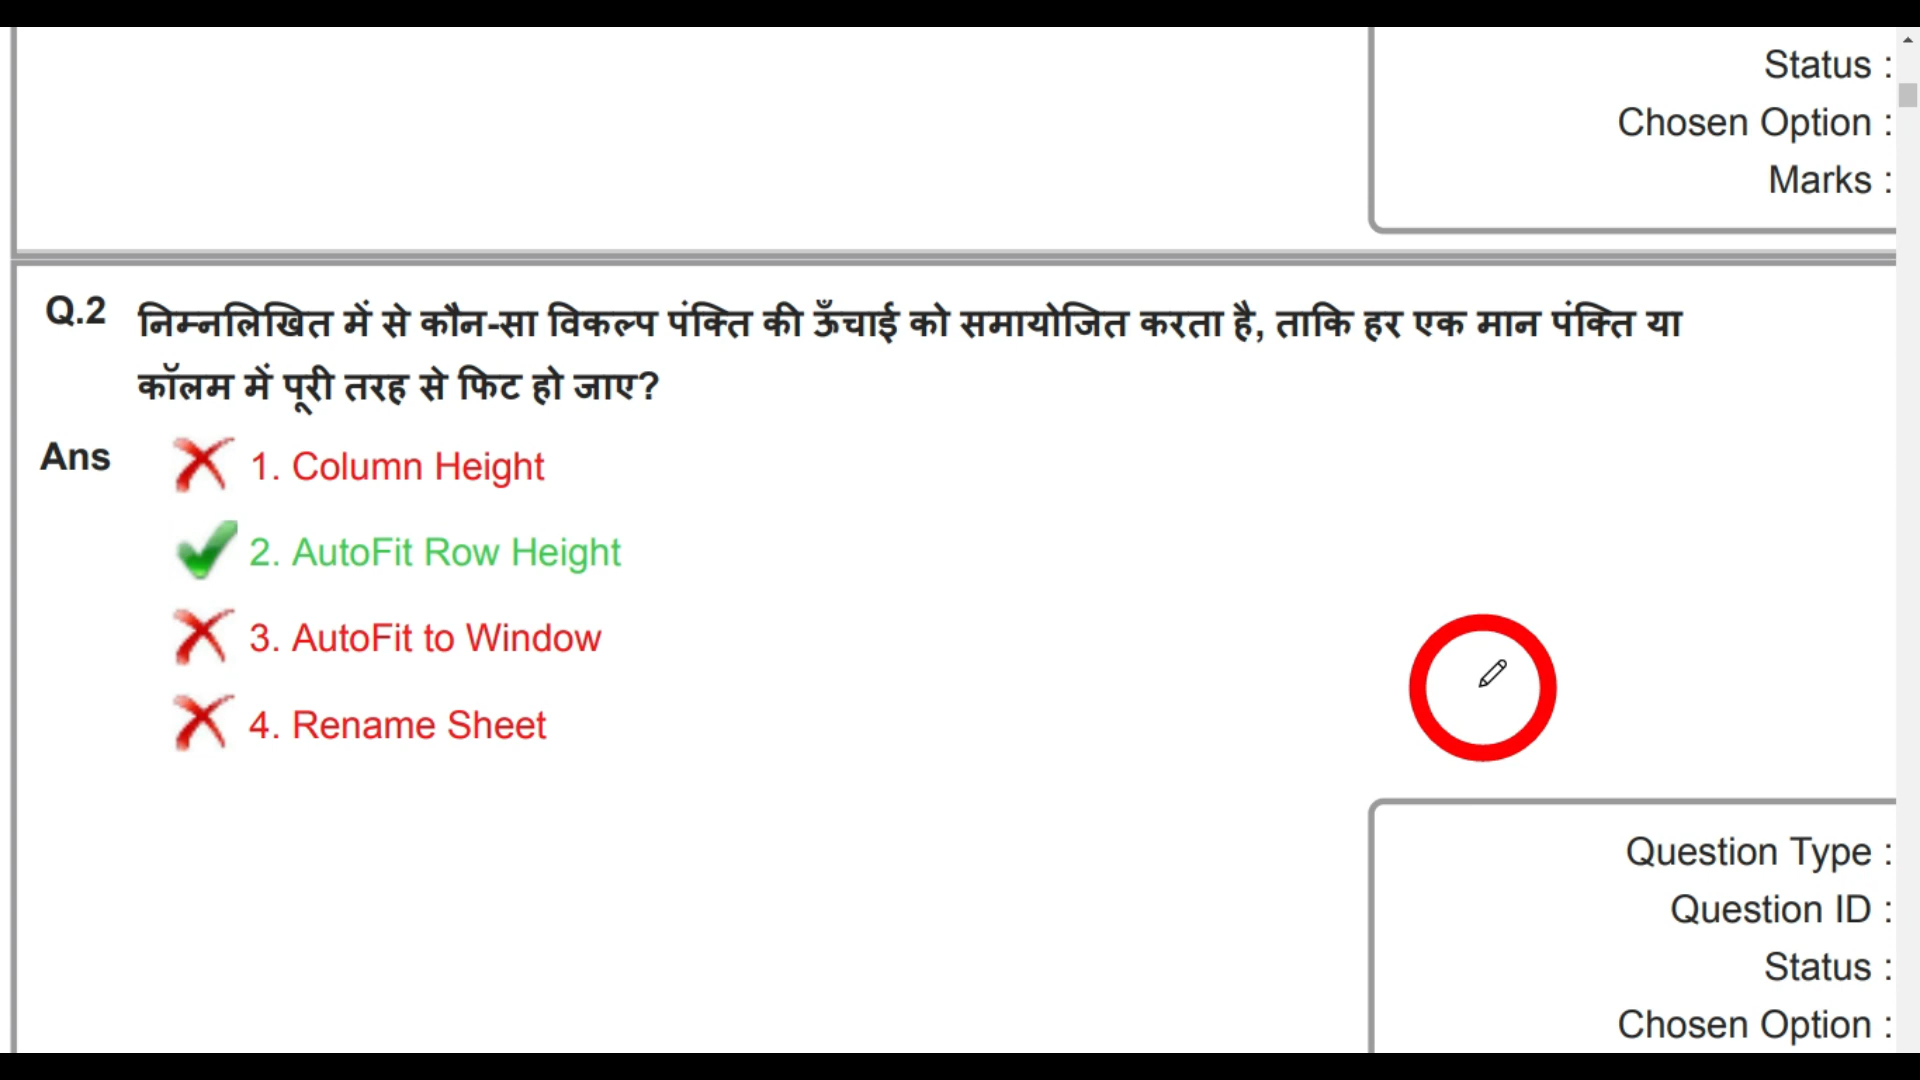 Status :
Chosen Option :
Marks :
Q.2 निम्नलिखित में से कौन-सा विकल्प पंक्ति की ऊँचाई को समायोजित करता है, ताकि हर एक मान पंक्ति या
कॉलम में पूरी तरह से फिट हो जाए?
Ans 1. Column Height
2. AutoFit Row Height
3. AutoFit to Window
4. Rename Sheet
Question Type :
Question ID :
Status :
Chosen Option :